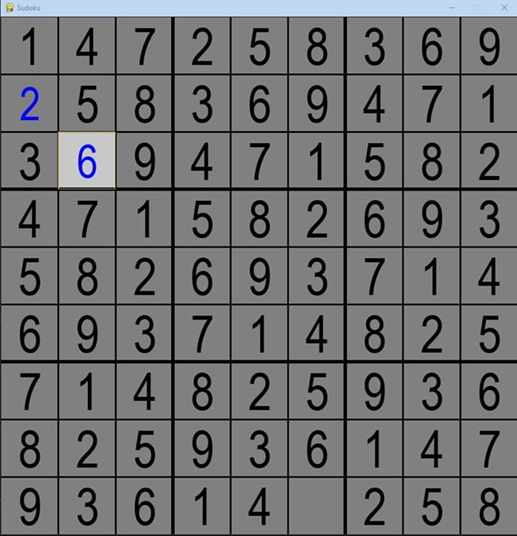 Sudoku
1 4 7 2 5 8 3 6 9
2 5 8 3 6 9 4 7 1
3 6 9 4 7 1 5 8 2
4 7 1 5 8 2 6 9 3
5 8 2 6 9 3 7 1 4
6 9 3 7 1 4 8 2 5
7 1 4 8 2 5 9 3 6
8 2 5 9 3 6 1 4 7
9 3 6 1 4 2 5 8